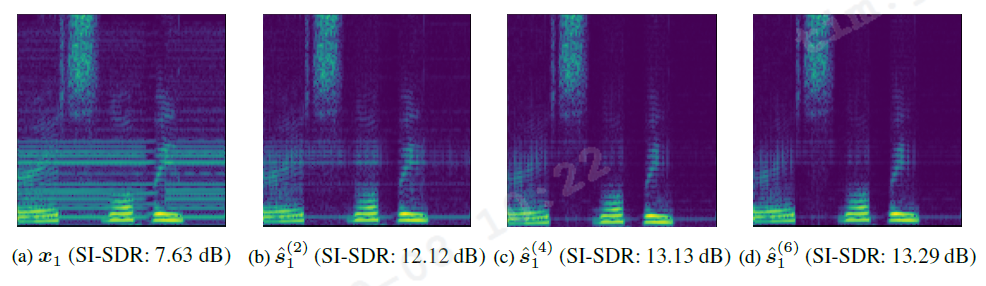 (a) x₁ (SI-SDR: 7.63 dB) (b) ŝ₁⁽²⁾ (SI-SDR: 12.12 dB) (c) ŝ₁⁽⁴⁾ (SI-SDR: 13.13 dB) (d) ŝ₁⁽⁶⁾ (SI-SDR: 13.29 dB)